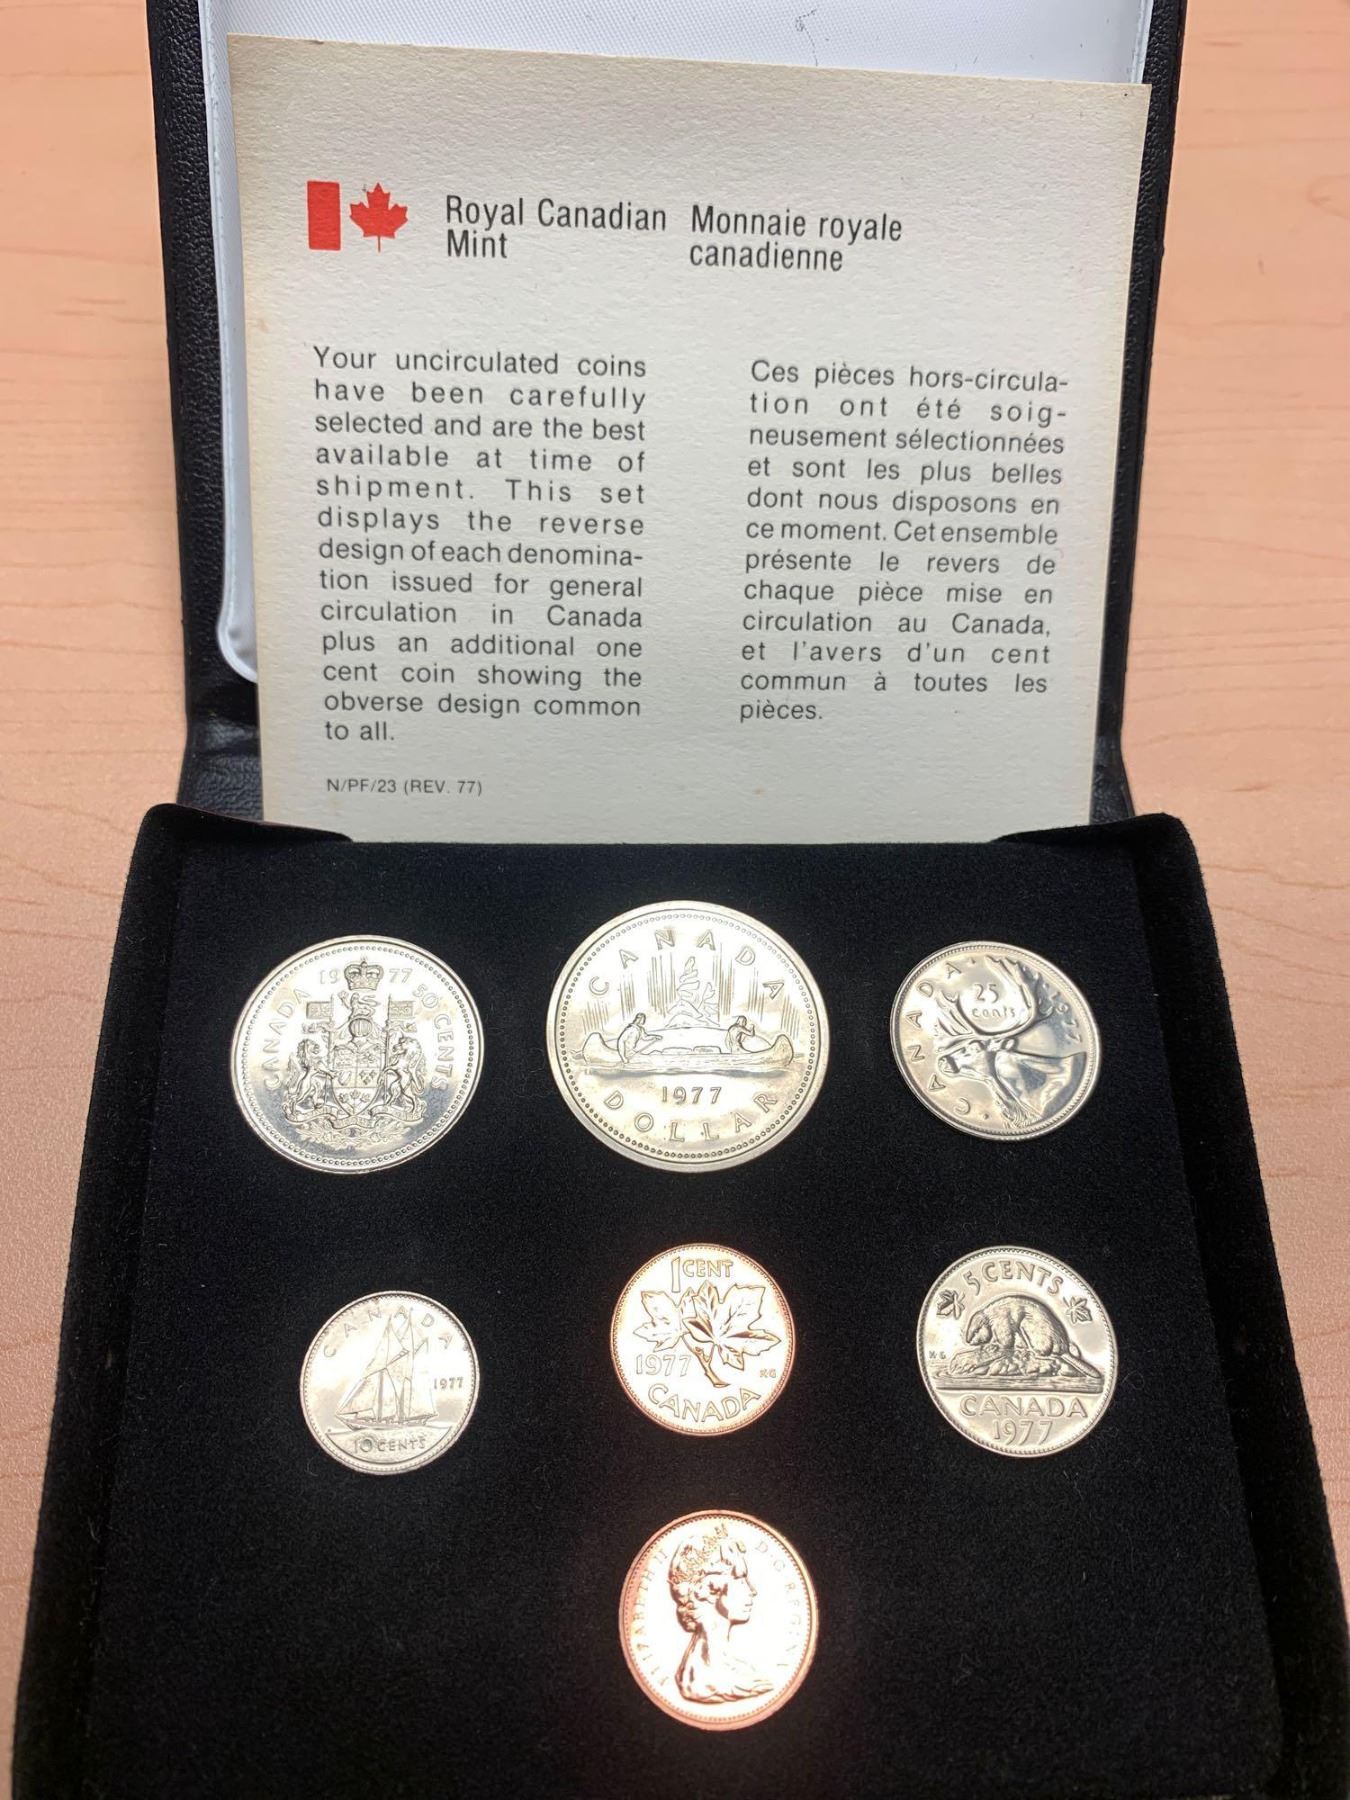 Royal Canadian
Mint
Monnaie royale
canadienne
Your uncirculated coins
have been carefully
selected and are the best
available at time of
shipment. This set
displays the reverse
design of each denomina-
tion issued for general
circulation in Canada
plus an additional one
cent coin showing the
obverse design common
to all.
N/PF/23 (REV. 77)
Ces pièces hors-circula-
tion ont été soig-
neusement sélectionnées
et sont les plus belles
dont nous disposons en
ce moment. Cet ensemble
présente le revers de
chaque pièce mise en
circulation au Canada,
et l'avers d'un cent
commun à toutes les
pièces.
CANADA 1977 50 CENTS
CANADA
1977
DOLLAR
CANADA 1977
25
cents
CANADA
1977
10 CENTS
1 CENT
1977
KG
CANADA
5 CENTS
KG
CANADA
1977
ELIZABETH II D·G·REGINA